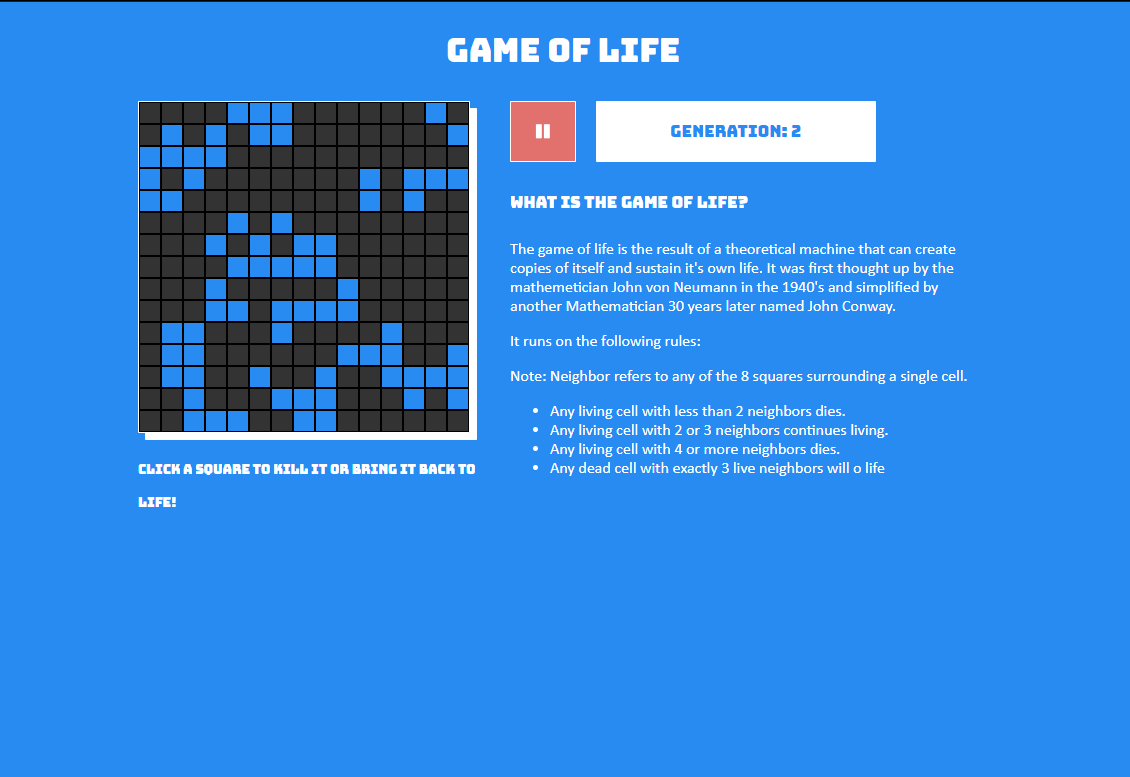 GAME OF LIFE
GENERATION: 2
WHAT IS THE GAME OF LIFE?
The game of life is the result of a theoretical machine that can create
copies of itself and sustain it's own life. It was first thought up by the
mathemetician John von Neumann in the 1940's and simplified by
another Mathematician 30 years later named John Conway.
It runs on the following rules:
Note: Neighbor refers to any of the 8 squares surrounding a single cell.
• Any living cell with less than 2 neighbors dies.
• Any living cell with 2 or 3 neighbors continues living.
• Any living cell with 4 or more neighbors dies.
• Any dead cell with exactly 3 live neighbors will o life
CLICK A SQUARE TO KILL IT OR BRING IT BACK TO
LIFE!